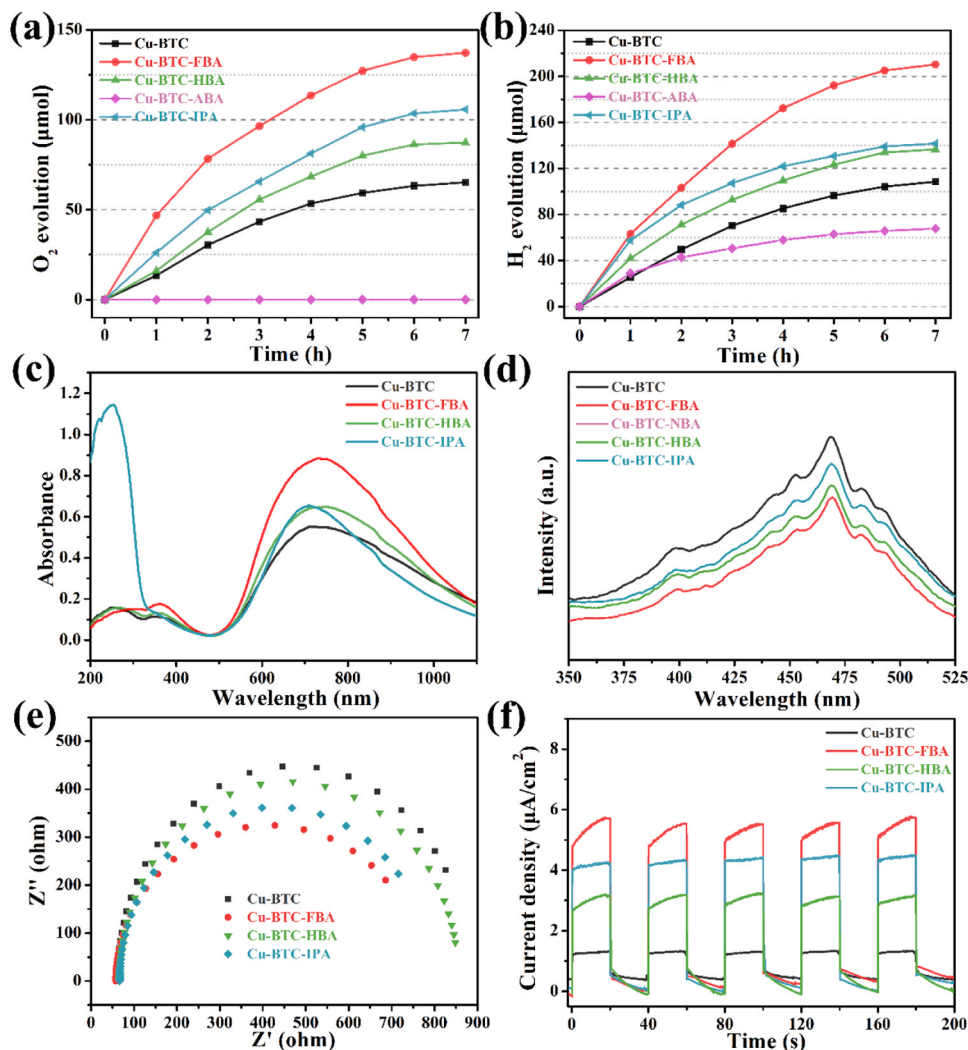 (a)
Cu-BTC
Cu-BTC-FBA
Cu-BTC-HBA
Cu-BTC-ABA
Cu-BTC-IPA
O₂ evolution (μmol)
150
100
50
0
0 1 2 3 4 5 6 7
Time (h)
(b)
Cu-BTC
Cu-BTC-FBA
Cu-BTC-HBA
Cu-BTC-ABA
Cu-BTC-IPA
H₂ evolution (μmol)
240
200
160
120
80
40
0
0 1 2 3 4 5 6 7
Time (h)
(c)
Cu-BTC
Cu-BTC-FBA
Cu-BTC-HBA
Cu-BTC-IPA
Absorbance
1.2
1.0
0.8
0.6
0.4
0.2
0.0
200 400 600 800 1000
Wavelength (nm)
(d)
Cu-BTC
Cu-BTC-FBA
Cu-BTC-NBA
Cu-BTC-HBA
Cu-BTC-IPA
Intensity (a.u.)
350 375 400 425 450 475 500 525
Wavelength (nm)
(e)
Z'' (ohm)
500
400
300
200
100
0
Cu-BTC
Cu-BTC-FBA
Cu-BTC-HBA
Cu-BTC-IPA
0 100 200 300 400 500 600 700 800 900
Z' (ohm)
(f)
Cu-BTC
Cu-BTC-FBA
Cu-BTC-HBA
Cu-BTC-IPA
Current density (μA/cm²)
8
6
4
2
0
0 40 80 120 160 200
Time (s)